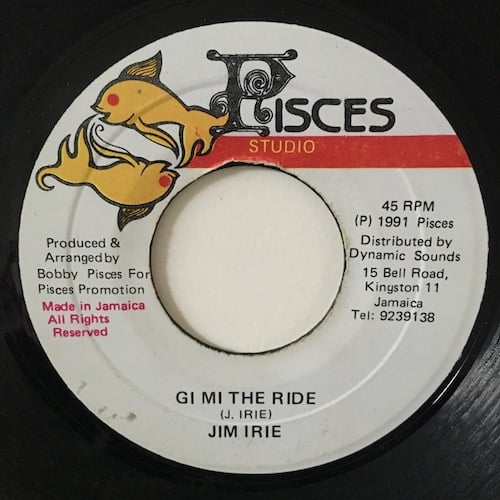 PISCES
STUDIO
45 RPM
(P) 1991 Pisces
Distributed by
Dynamic Sounds
15 Bell Road,
Kingston 11
Jamaica
Tel: 9239138
Produced &
Arranged by
Bobby Pisces For
Pisces Promotion
Made in Jamaica
All Rights
Reserved
GI MI THE RIDE
(J. IRIE)
JIM IRIE